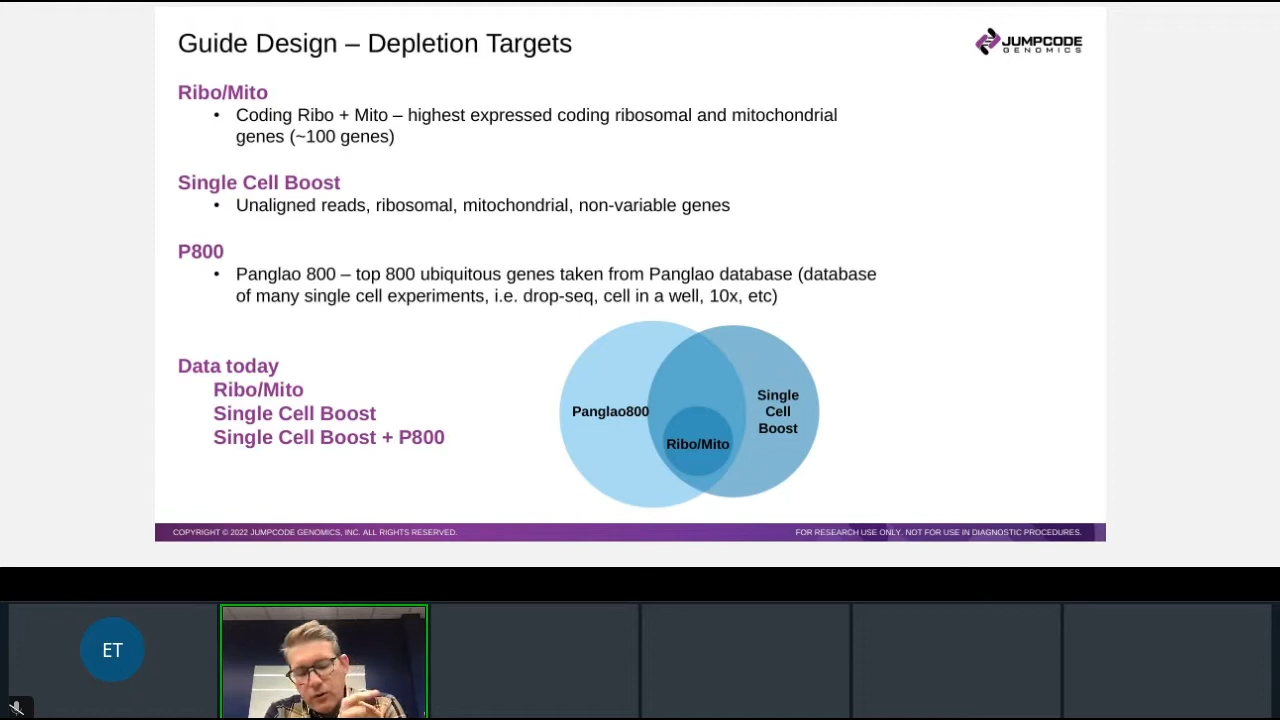 Guide Design – Depletion Targets
JUMPCODE
GENOMICS
Ribo/Mito
• Coding Ribo + Mito – highest expressed coding ribosomal and mitochondrial
genes (~100 genes)
Single Cell Boost
• Unaligned reads, ribosomal, mitochondrial, non-variable genes
P800
• Panglao 800 – top 800 ubiquitous genes taken from Panglao database (database
of many single cell experiments, i.e. drop-seq, cell in a well, 10x, etc)
Data today
Ribo/Mito
Single Cell Boost
Single Cell Boost + P800
Panglao800
Single
Cell
Boost
Ribo/Mito
COPYRIGHT © 2022 JUMPCODE GENOMICS, INC. ALL RIGHTS RESERVED.
FOR RESEARCH USE ONLY. NOT FOR USE IN DIAGNOSTIC PROCEDURES.
ET